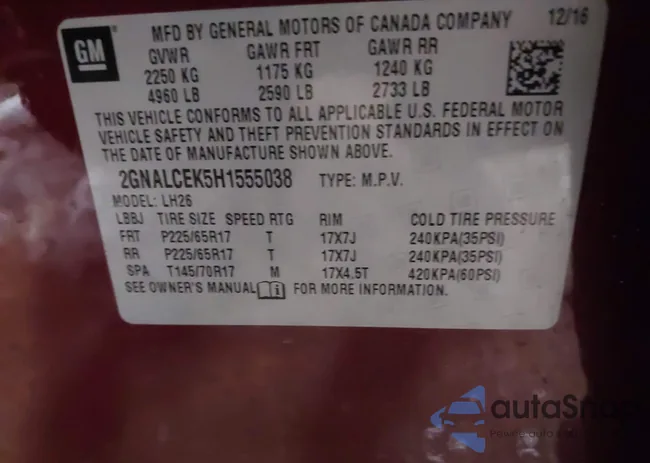 GM
MFD BY GENERAL MOTORS OF CANADA COMPANY 12/16
GVWR GAWR FRT GAWR RR
2250 KG 1175 KG 1240 KG
4960 LB 2590 LB 2733 LB
THIS VEHICLE CONFORMS TO ALL APPLICABLE U.S. FEDERAL MOTOR
VEHICLE SAFETY AND THEFT PREVENTION STANDARDS IN EFFECT ON
THE DATE OF MANUFACTURE SHOWN ABOVE.
2GNALCEK5H1555038 TYPE: M.P.V.
MODEL: LH26
LBBJ TIRE SIZE SPEED RTG RIM COLD TIRE PRESSURE
FRT P225/65R17 T 17X7J 240KPA(35PSI)
RR P225/65R17 T 17X7J 240KPA(35PSI)
SPA T145/70R17 M 17X4.5T 420KPA(60PSI)
SEE OWNER'S MANUAL i FOR MORE INFORMATION.
Private auto